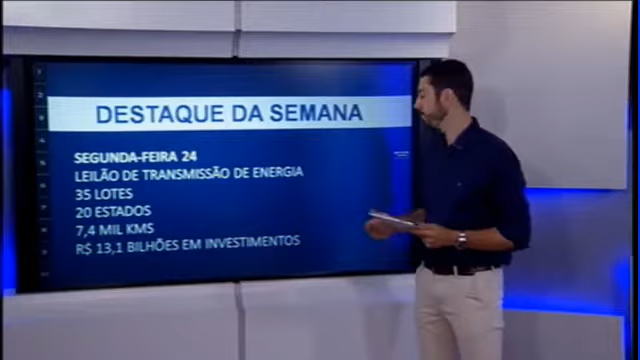 DESTAQUE DA SEMANA
SEGUNDA-FEIRA 24
LEILÃO DE TRANSMISSÃO DE ENERGIA
35 LOTES
20 ESTADOS
7,4 MIL KMS
R$ 13,1 BILHÕES EM INVESTIMENTOS